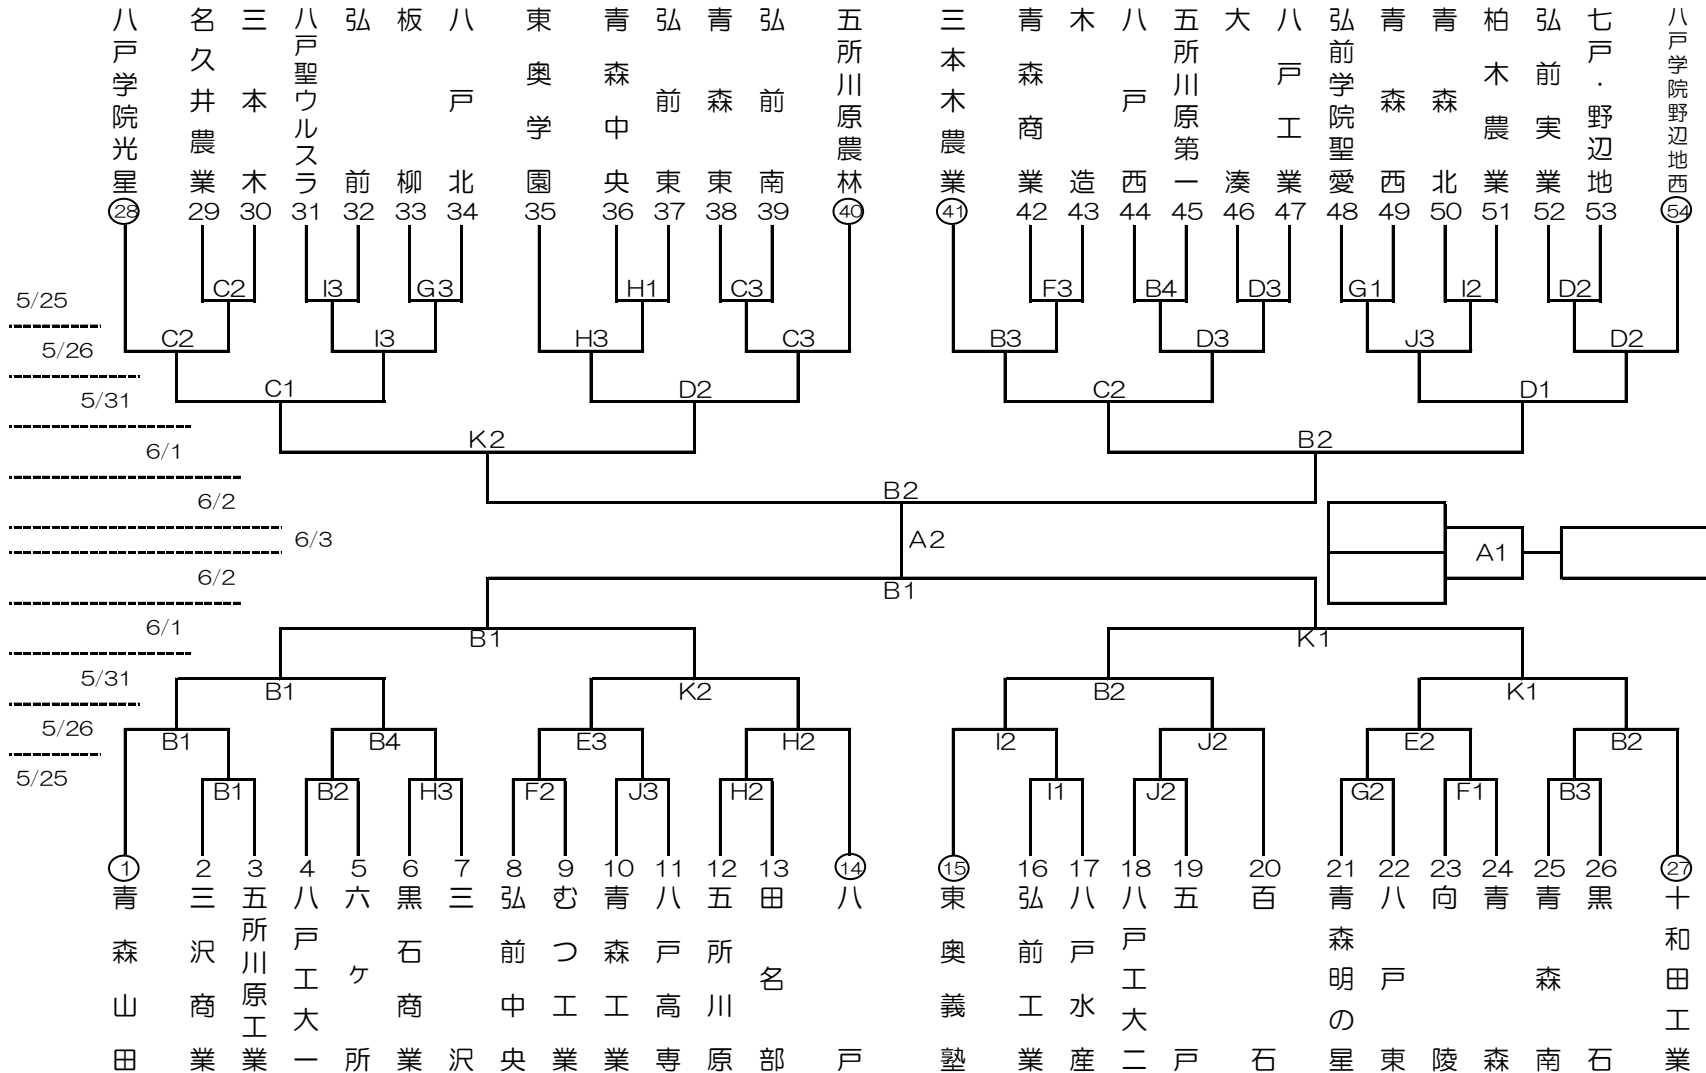 八戸学院光星
名久井農業
三本木
八戸聖ウルスラ
弘前
板柳
八戸北
東奥学園
青森中央
弘前東
青森東
弘前南
五所川原農林
三本木農業
青森商業
木造
八戸西
五所川原第一
大湊
八戸工業
弘前学院聖愛
青森西
青森北
柏木農業
弘前実業
七戸・野辺地
八戸学院野辺地西
28 29 30 31 32 33 34 35 36 37 38 39 40 41 42 43 44 45 46 47 48 49 50 51 52 53 54
5/25 C2 I3 G3 H1 C3 F3 B4 D3 G1 I2 D2
5/26 C2 I3 H3 C3 B3 D3 J3 D2
5/31 C1 D2 C2 D1
6/1 K2 B2
6/2 B2
6/3 A2 A1
6/2 B1
6/1 B1 K1
5/31 B1 K2 B2 K1
5/26 B1 B4 E3 H2 I2 J2 E2 B2
5/25 B1 B2 H3 F2 J3 H2 I1 J2 G2 F1 B3
1 2 3 4 5 6 7 8 9 10 11 12 13 14 15 16 17 18 19 20 21 22 23 24 25 26 27
青森山田
三沢商業
五所川原工業
八戸工大一
六ケ所
黒石商業
三沢
弘前中央
むつ工業
青森工業
八戸高専
五所川原
田名部
八戸
東奥義塾
弘前工業
八戸水産
八戸工大二
五戸
百石
青森明の星
八戸東
向陵
青森
青森南
黒石
十和田工業